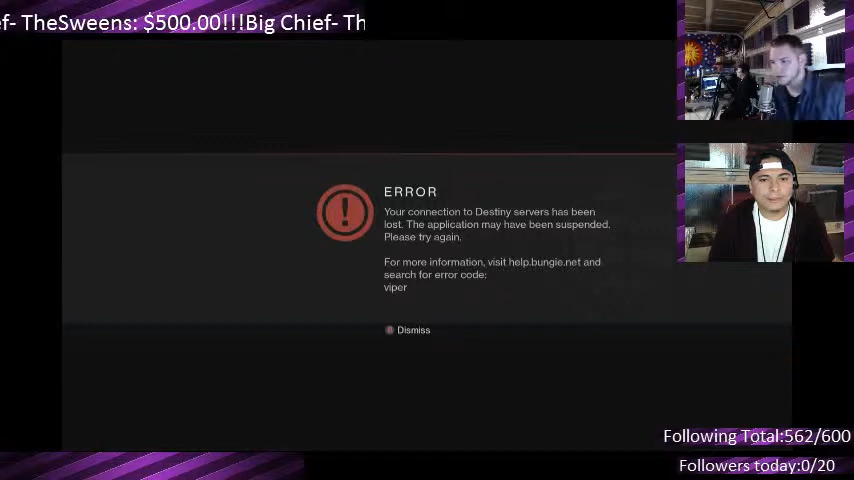 ef- TheSweens: $500.00!!!Big Chief- Th
ERROR
Your connection to Destiny servers has been
lost. The application may have been suspended.
Please try again.
For more information, visit help.bungie.net and
search for error code:
viper
Dismiss
Following Total:562/600
Followers today:0/20